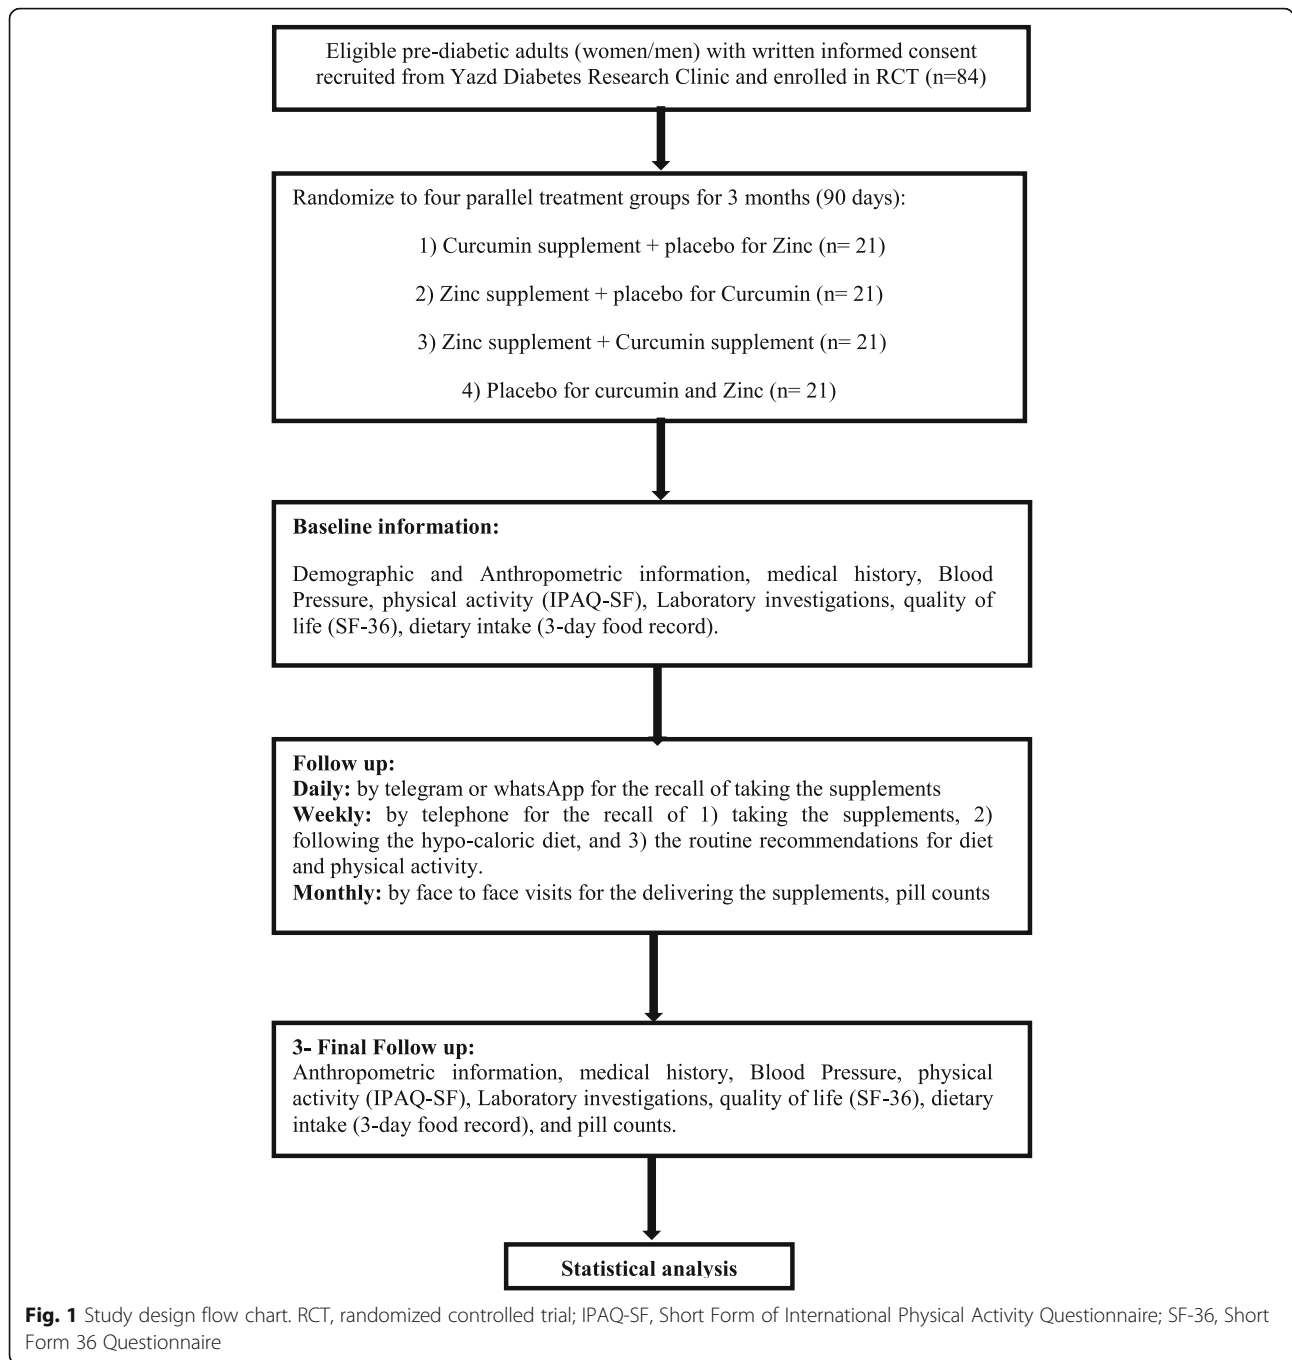 Eligible pre-diabetic adults (women/men) with written informed consent
recruited from Yazd Diabetes Research Clinic and enrolled in RCT (n=84)
Randomize to four parallel treatment groups for 3 months (90 days):
1) Curcumin supplement + placebo for Zinc (n= 21)
2) Zinc supplement + placebo for Curcumin (n= 21)
3) Zinc supplement + Curcumin supplement (n= 21)
4) Placebo for curcumin and Zinc (n= 21)
Baseline information:
Demographic and Anthropometric information, medical history, Blood
Pressure, physical activity (IPAQ-SF), Laboratory investigations, quality of
life (SF-36), dietary intake (3-day food record).
Follow up:
Daily: by telegram or whatsApp for the recall of taking the supplements
Weekly: by telephone for the recall of 1) taking the supplements, 2)
following the hypo-caloric diet, and 3) the routine recommendations for diet
and physical activity.
Monthly: by face to face visits for the delivering the supplements, pill counts
3- Final Follow up:
Anthropometric information, medical history, Blood Pressure, physical
activity (IPAQ-SF), Laboratory investigations, quality of life (SF-36), dietary
intake (3-day food record), and pill counts.
Statistical analysis
Fig. 1 Study design flow chart. RCT, randomized controlled trial; IPAQ-SF, Short Form of International Physical Activity Questionnaire; SF-36, Short
Form 36 Questionnaire